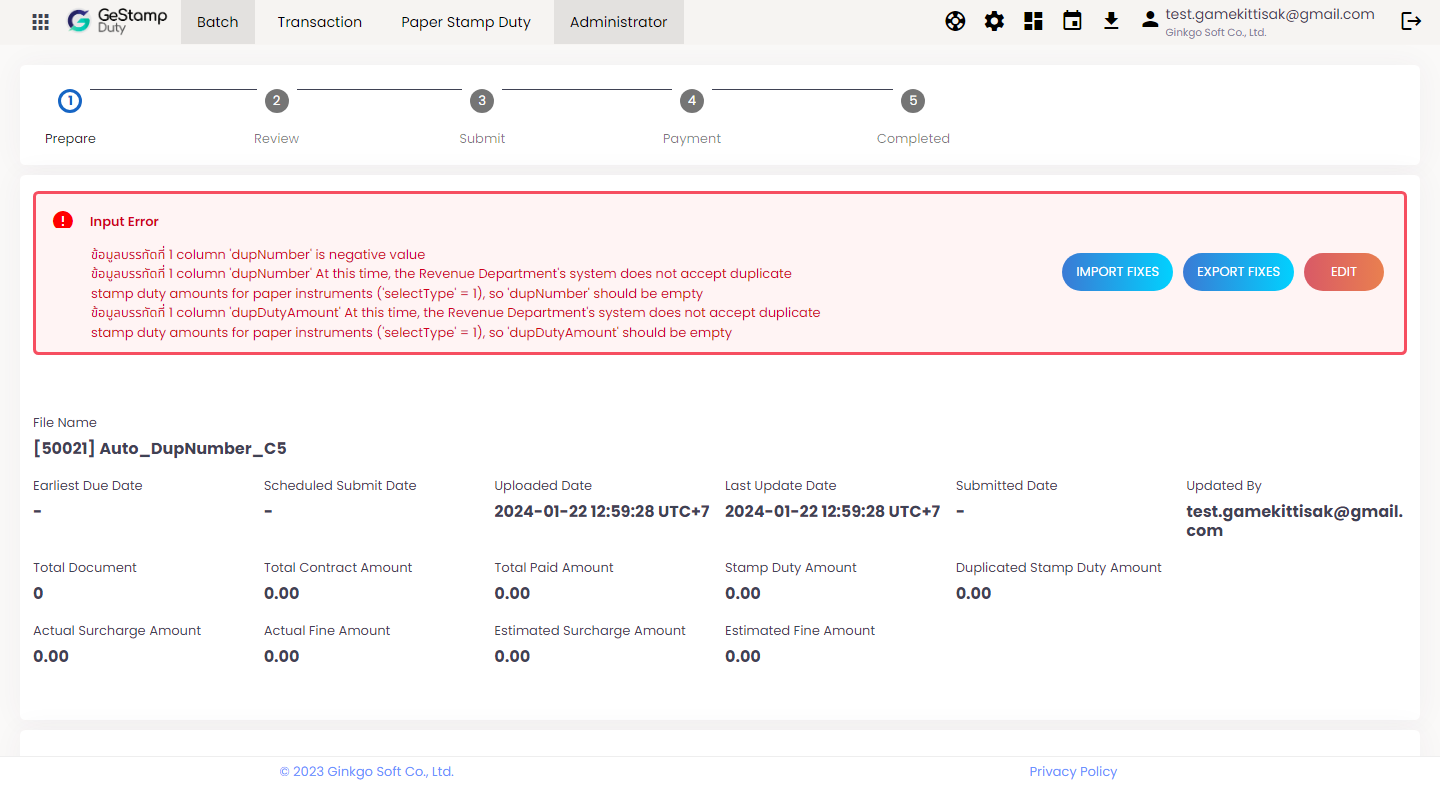 GeStamp
Duty
Batch
Transaction
Paper Stamp Duty
Administrator
test.gamekittisak@gmail.com
Ginkgo Soft Co., Ltd.
1
2
3
4
5
Prepare
Review
Submit
Payment
Completed
Input Error
ข้อมูลบรรทัดที่ 1 column 'dupNumber' is negative value
ข้อมูลบรรทัดที่ 1 column 'dupNumber' At this time, the Revenue Department's system does not accept duplicate
stamp duty amounts for paper instruments ('selectType' = 1), so 'dupNumber' should be empty
ข้อมูลบรรทัดที่ 1 column 'dupDutyAmount' At this time, the Revenue Department's system does not accept duplicate
stamp duty amounts for paper instruments ('selectType' = 1), so 'dupDutyAmount' should be empty
IMPORT FIXES
EXPORT FIXES
EDIT
File Name
[50021] Auto_DupNumber_C5
Earliest Due Date
-
Scheduled Submit Date
-
Uploaded Date
2024-01-22 12:59:28 UTC+7
Last Update Date
2024-01-22 12:59:28 UTC+7
Submitted Date
-
Updated By
test.gamekittisak@gmail.
com
Total Document
0
Total Contract Amount
0.00
Total Paid Amount
0.00
Stamp Duty Amount
0.00
Duplicated Stamp Duty Amount
0.00
Actual Surcharge Amount
0.00
Actual Fine Amount
0.00
Estimated Surcharge Amount
0.00
Estimated Fine Amount
0.00
© 2023 Ginkgo Soft Co., Ltd.
Privacy Policy